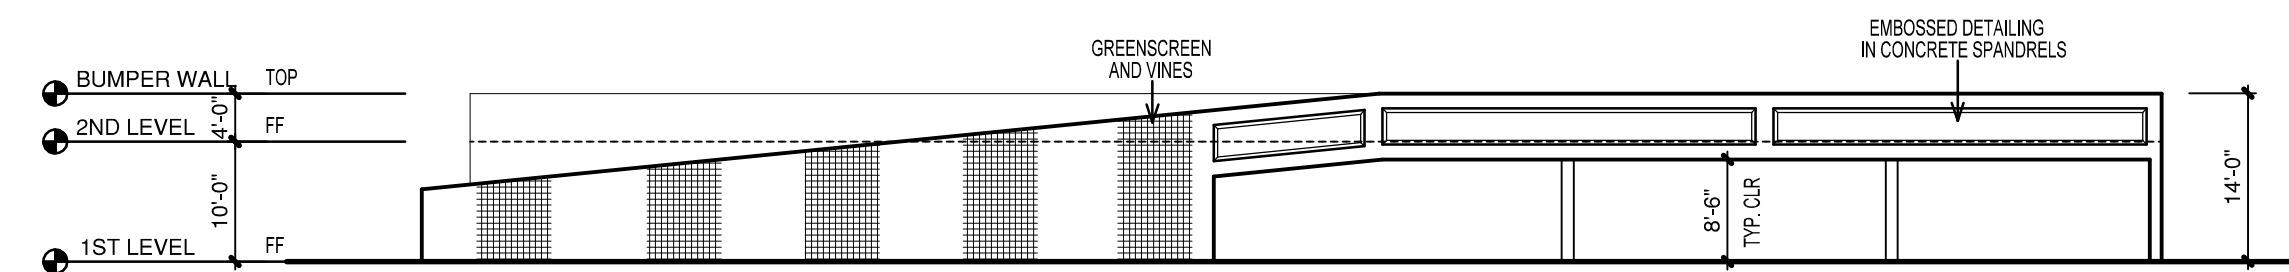 GREENSCREEN
AND VINES
EMBOSSED DETAILING
IN CONCRETE SPANDRELS
BUMPER WALL TOP
4'-0"
2ND LEVEL FF
10'-0"
1ST LEVEL FF
8'-6"
TYP. CLR
14'-0"